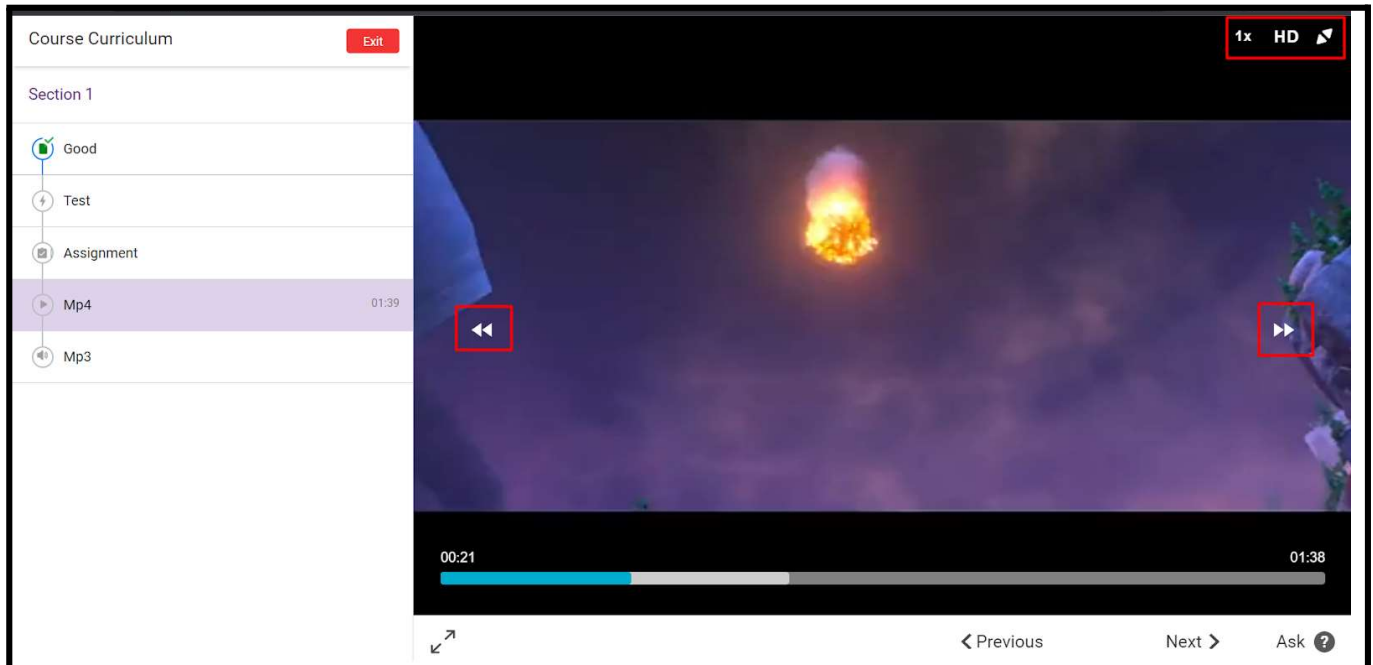 Course Curriculum
Exit
Section 1
Good
Test
Assignment
Mp4 01:39
Mp3
1x HD
00:21 01:38
Previous Next Ask ?